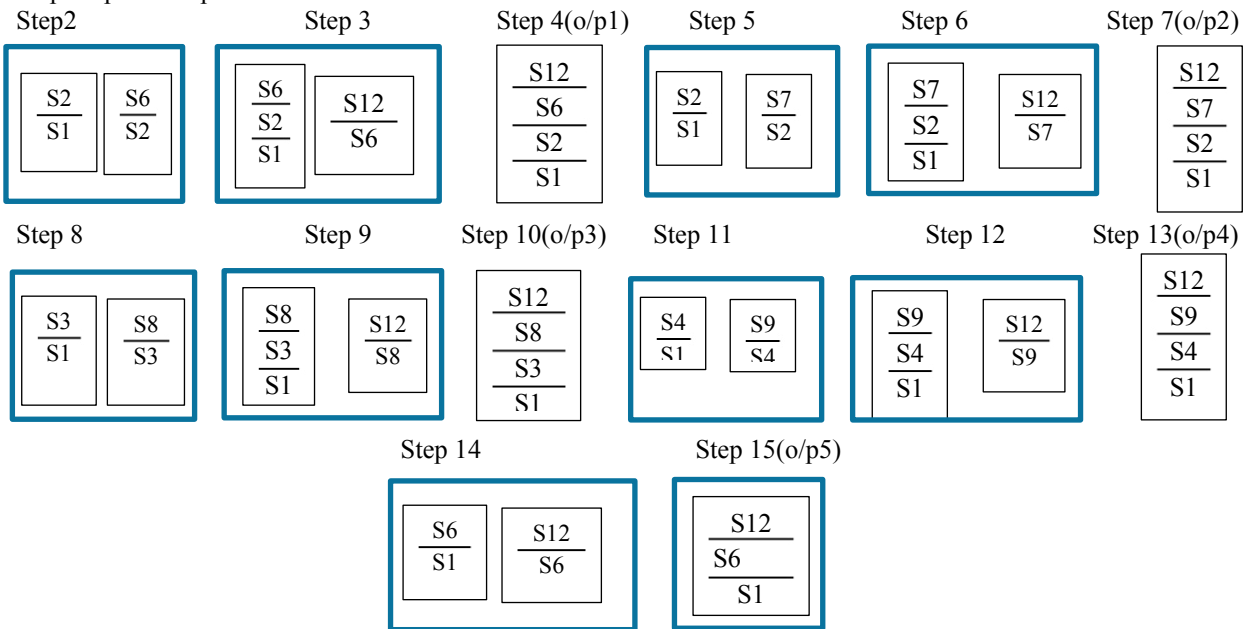 Step2 Step 3 Step 4(o/p1) Step 5 Step 6 Step 7(o/p2)
S2
S1
S6
S2
S6
S2
S1
S12
S6
S12
S6
S2
S1
S2
S1
S7
S2
S7
S2
S1
S12
S7
S12
S7
S2
S1
Step 8 Step 9 Step 10(o/p3) Step 11 Step 12 Step 13(o/p4)
S3
S1
S8
S3
S8
S3
S1
S12
S8
S12
S8
S3
S1
S4
S1
S9
S4
S9
S4
S1
S12
S9
S12
S9
S4
S1
Step 14 Step 15(o/p5)
S6
S1
S12
S6
S12
S6
S1